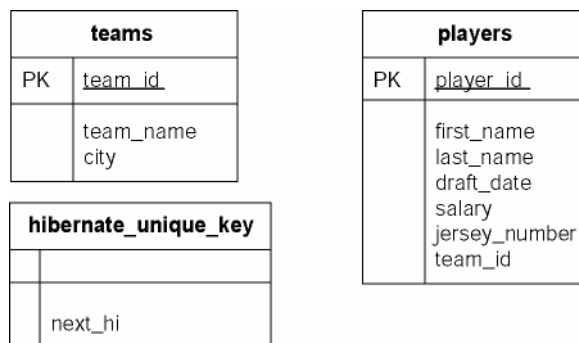 teams
PK team_id
team_name
city
hibernate_unique_key
next_hi
players
PK player_id
first_name
last_name
draft_date
salary
jersey_number
team_id